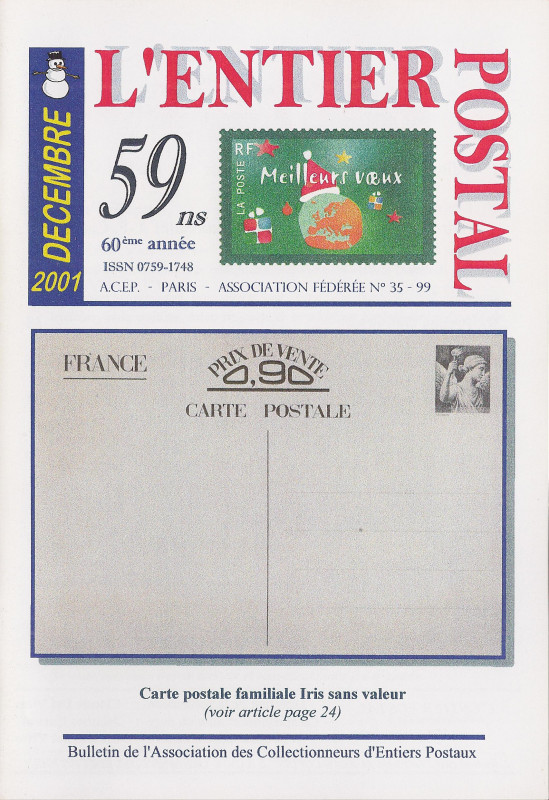 L'ENTIER
POSTAL
DECEMBRE
2001
59 ns
60ème année
ISSN 0759-1748
A.C.E.P. - PARIS - ASSOCIATION FÉDÉRÉE N° 35 - 99
RF
LA POSTE
Meilleurs vœux
FRANCE
PRIX DE VENTE
0,90
CARTE POSTALE
Carte postale familiale Iris sans valeur
(voir article page 24)
Bulletin de l'Association des Collectionneurs d'Entiers Postaux